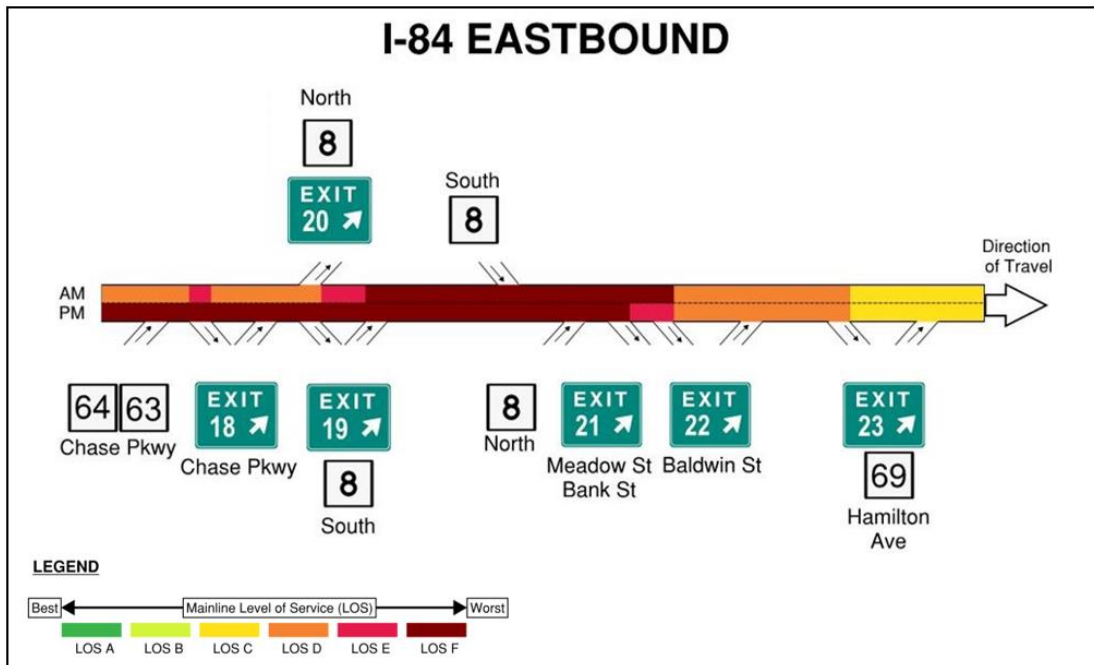 I-84 EASTBOUND
North
8
EXIT
20
South
8
Direction
of Travel
AM
PM
64 63
Chase Pkwy
EXIT
18
Chase Pkwy
EXIT
19
8
South
8
North
EXIT
21
Meadow St
Bank St
EXIT
22
Baldwin St
EXIT
23
69
Hamilton
Ave
LEGEND
Best Mainline Level of Service (LOS) Worst
LOS A LOS B LOS C LOS D LOS E LOS F